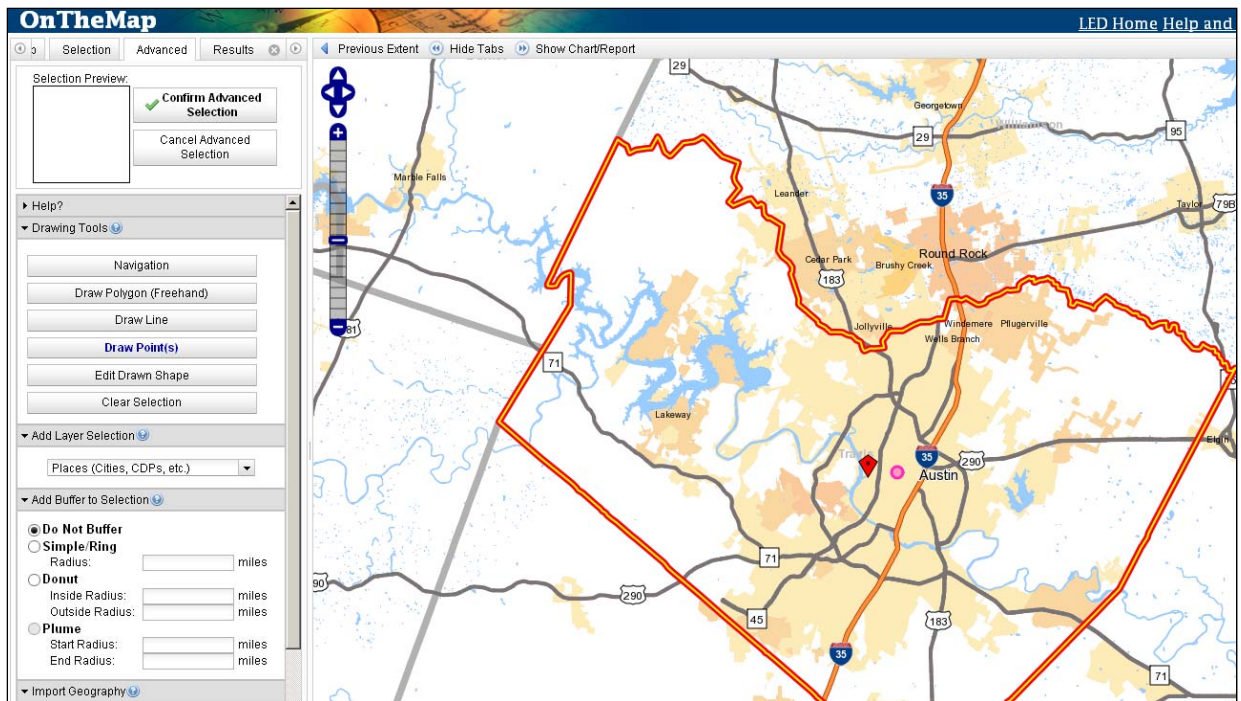 OnTheMap
LED Home Help and
Selection Advanced Results
Previous Extent Hide Tabs Show Chart/Report
Selection Preview:
Confirm Advanced
Selection
Cancel Advanced
Selection
Help?
Drawing Tools
Navigation
Draw Polygon (Freehand)
Draw Line
Draw Point(s)
Edit Drawn Shape
Clear Selection
Add Layer Selection
Places (Cities, CDPs, etc.)
Add Buffer to Selection
Do Not Buffer
Simple/Ring
Radius: miles
Donut
Inside Radius: miles
Outside Radius: miles
Plume
Start Radius: miles
End Radius: miles
Import Geography
29
Georgetown
Williamson
29
95
Marble Falls
Leander
35
Taylor
79B
Cedar Park
Brushy Creek
Round Rock
183
Jollyville
Windemere
Pflugerville
Wells Branch
81
71
Lakeway
Elgin
Travis
35
290
Austin
71
90
290
45
183
35
71